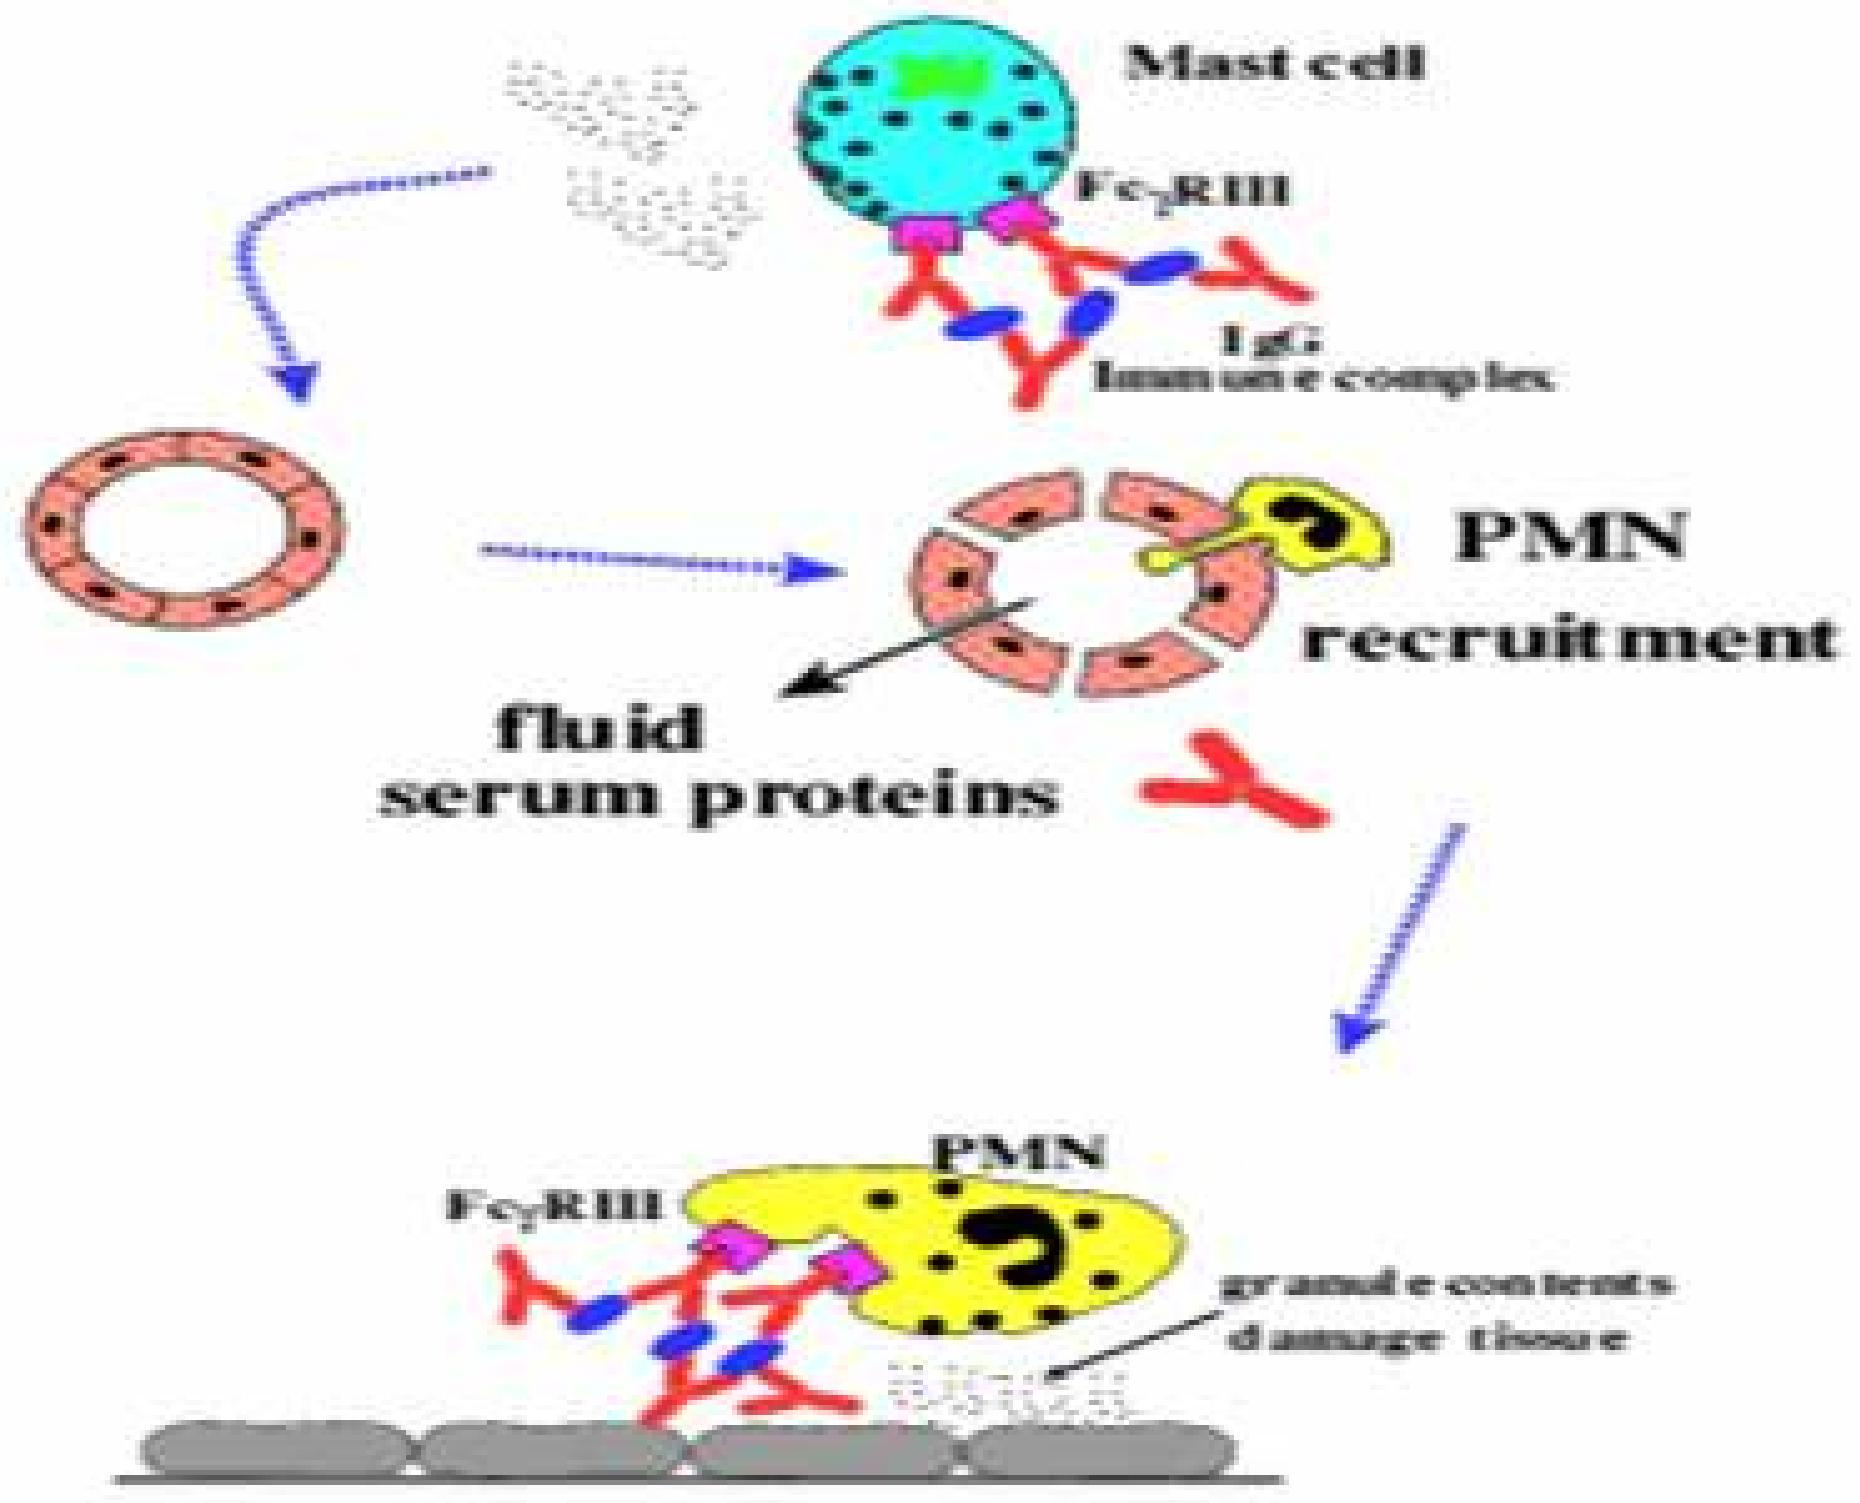 Mast cell
FcγRIII
IgG
Immune complex
PMN
recruitment
fluid
serum proteins
PMN
FcγRIII
granule contents
damage tissue